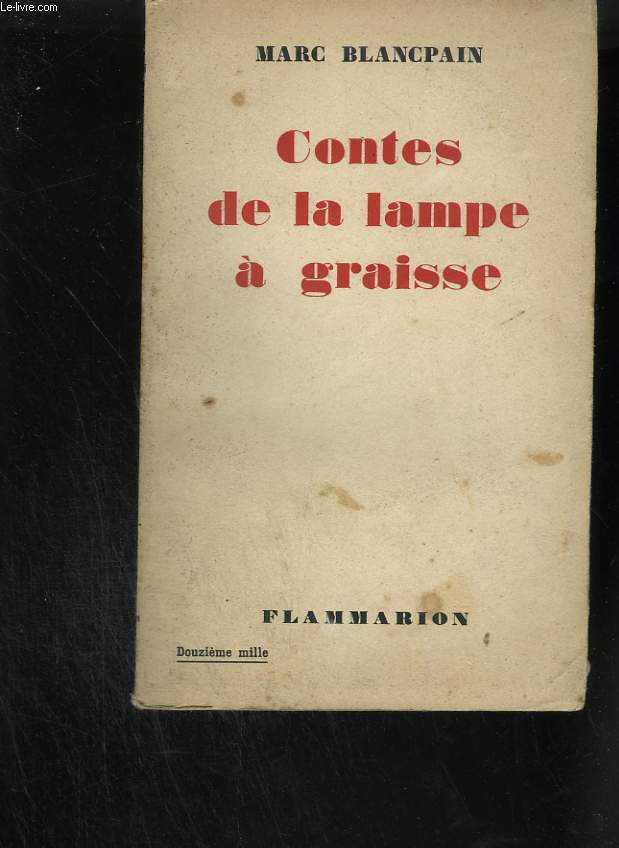 Le-livre.com
MARC BLANCPAIN
Contes
de la lampe
à graisse
FLAMMARION
Douzième mille